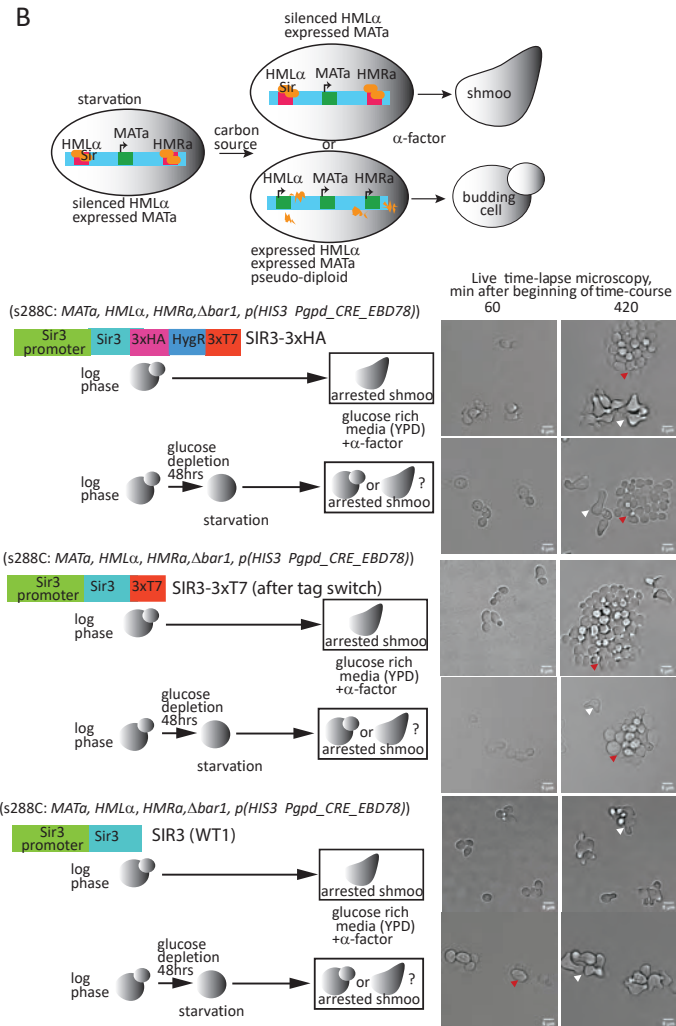 B
silenced HMLα
expressed MATa
HMLα MATa HMRa
Sir
shmoo
starvation
HMLα MATa HMRa
Sir
carbon
source
or
α-factor
HMLα MATa HMRa
budding
cell
silenced HMLα
expressed MATa
expressed HMLα
expressed MATa
pseudo-diploid
Live time-lapse microscopy,
min after beginning of time-course
60 420
(s288C: MATa, HMLα, HMRa,Δbar1, p(HIS3 Pgpd_CRE_EBD78))
Sir3
promoter Sir3 3xHA HygR 3xT7 SIR3-3xHA
log
phase
arrested shmoo
glucose rich
media (YPD)
+α-factor
glucose
depletion
48hrs
log
phase
or ?
arrested shmoo
starvation
(s288C: MATa, HMLα, HMRa,Δbar1, p(HIS3 Pgpd_CRE_EBD78))
Sir3
promoter Sir3 3xT7 SIR3-3xT7 (after tag switch)
log
phase
arrested shmoo
glucose rich
media (YPD)
+α-factor
glucose
depletion
48hrs
log
phase
or ?
arrested shmoo
starvation
(s288C: MATa, HMLα, HMRa,Δbar1, p(HIS3 Pgpd_CRE_EBD78))
Sir3
promoter Sir3 SIR3 (WT1)
log
phase
arrested shmoo
glucose rich
media (YPD)
+α-factor
glucose
depletion
48hrs
log
phase
or ?
arrested shmoo
starvation